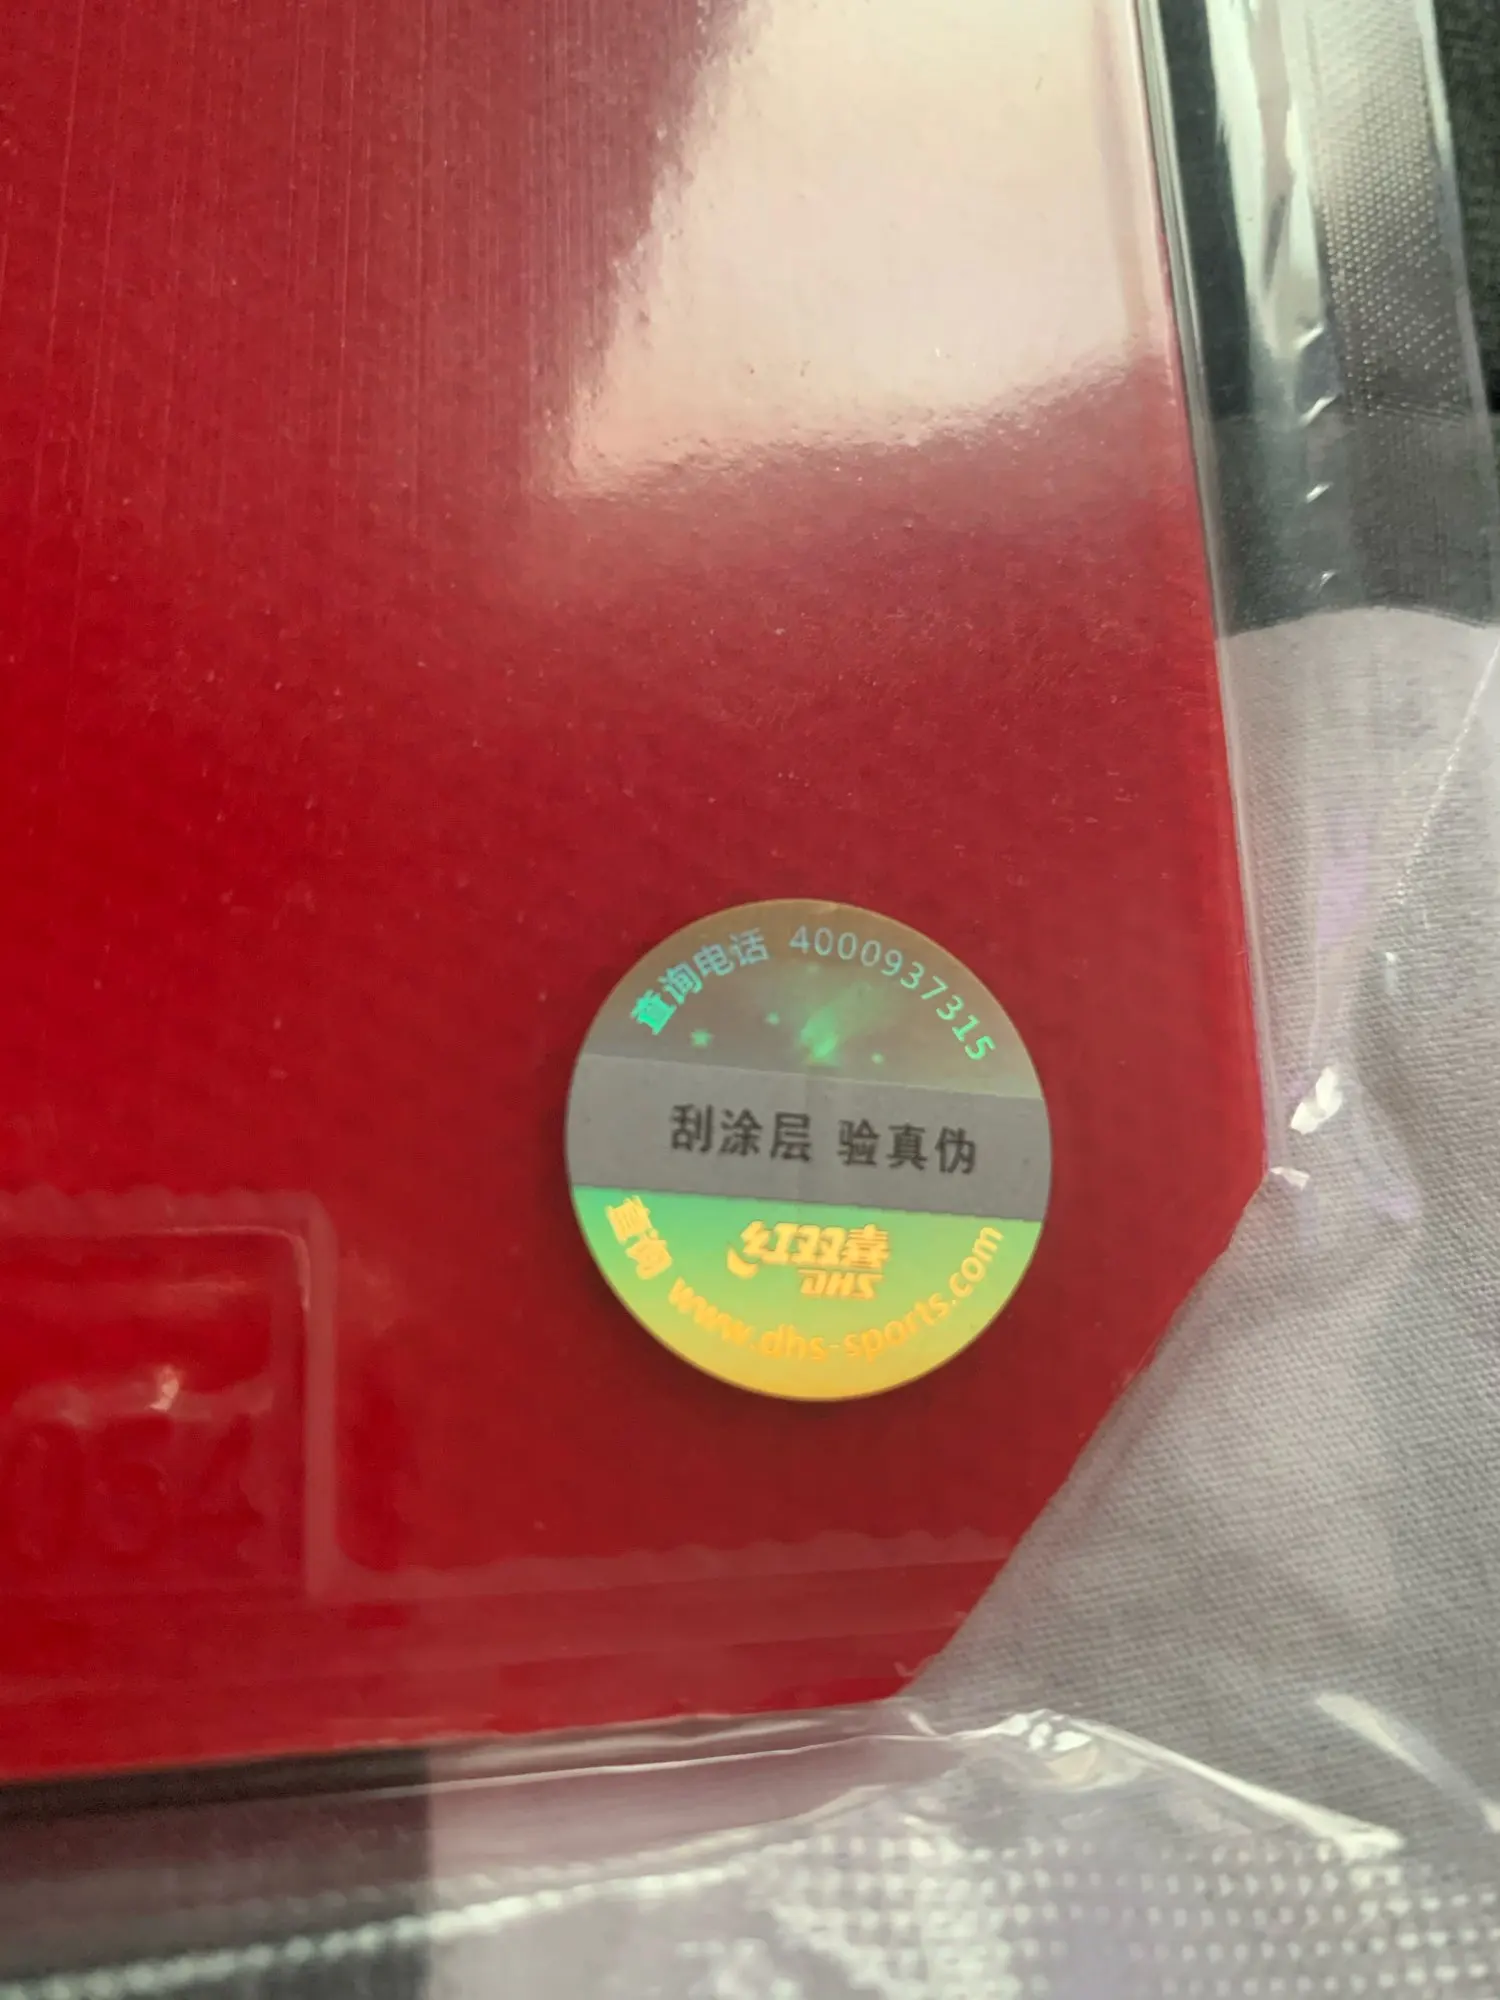 查询电话 4000937315
刮涂层 验真伪
红双喜
DHS
查询 www.dhs-sports.com
054